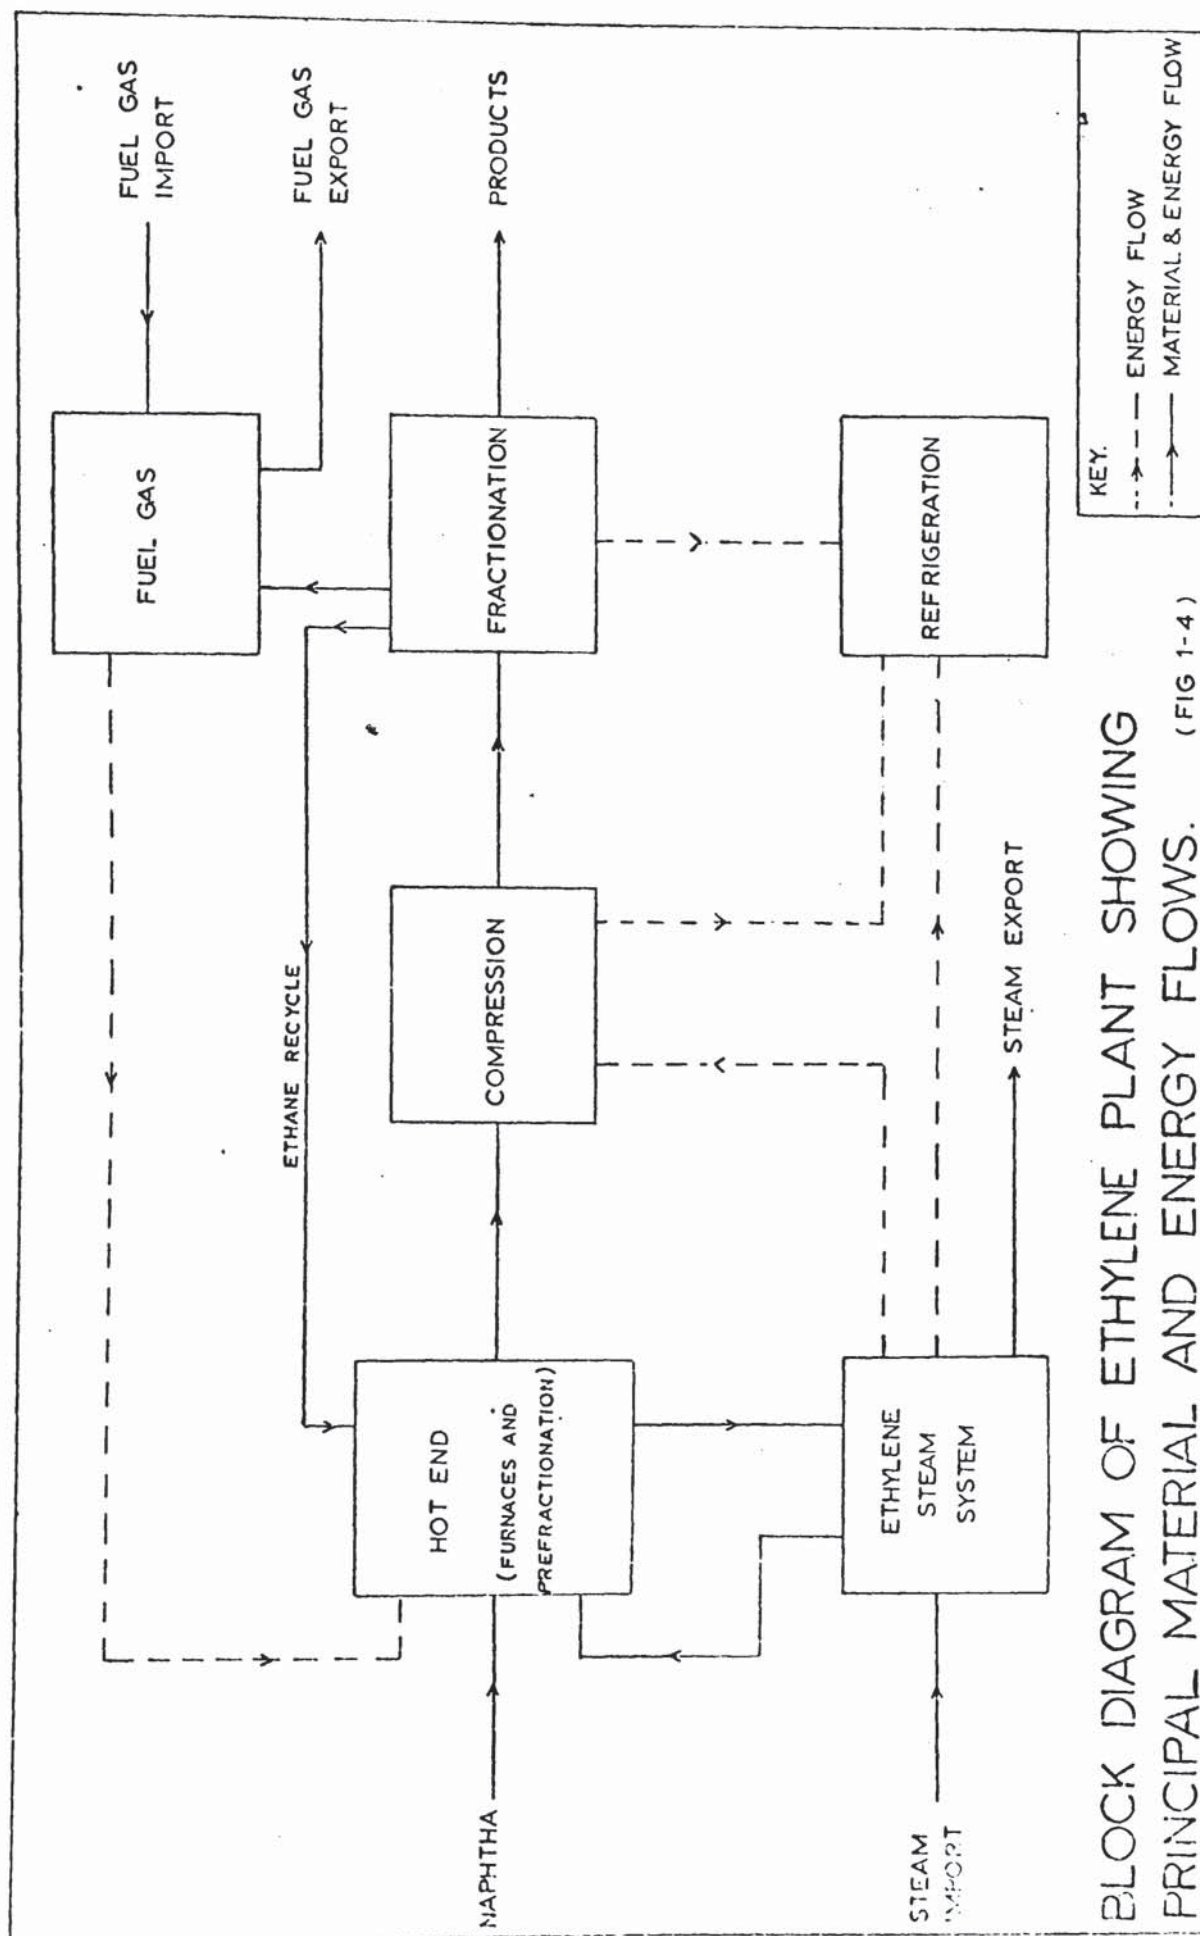 FUEL GAS
IMPORT
FUEL GAS
EXPORT
PRODUCTS
FUEL GAS
ETHANE RECYCLE
HOT END
(FURNACES AND
PREFRACTIONATION)
COMPRESSION
FRACTIONATION
NAPHTHA
ETHYLENE
STEAM
SYSTEM
REFRIGERATION
STEAM
IMPORT
STEAM EXPORT
KEY.
ENERGY FLOW
MATERIAL & ENERGY FLOW
BLOCK DIAGRAM OF ETHYLENE PLANT SHOWING
PRINCIPAL MATERIAL AND ENERGY FLOWS. (FIG 1-4)